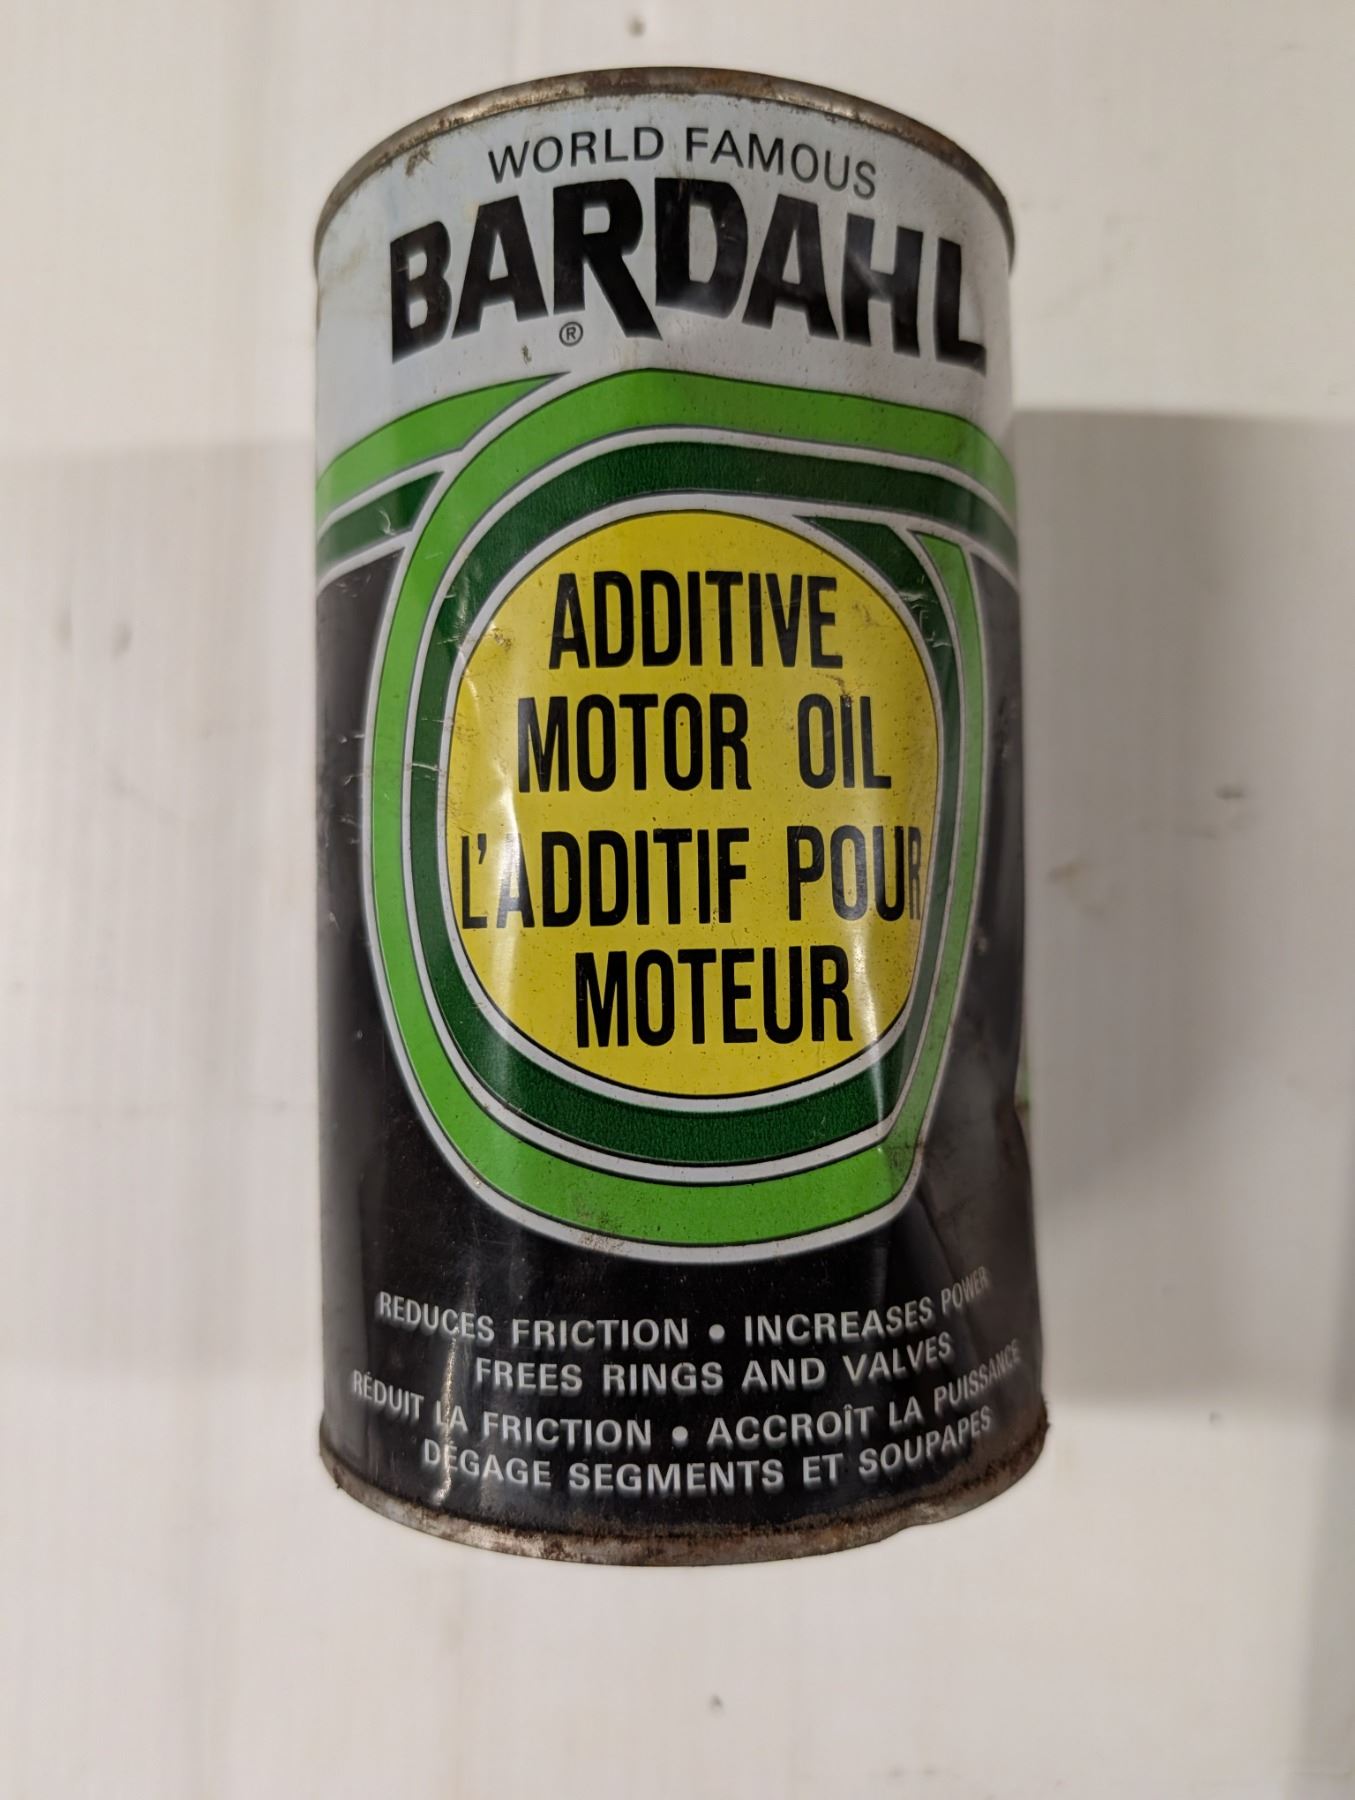 WORLD FAMOUS
BARDAHL
®
ADDITIVE
MOTOR OIL
L'ADDITIF POUR
MOTEUR
REDUCES FRICTION • INCREASES POWER
FREES RINGS AND VALVES
RÉDUIT LA FRICTION • ACCROÎT LA PUISSANCE
DÉGAGE SEGMENTS ET SOUPAPES